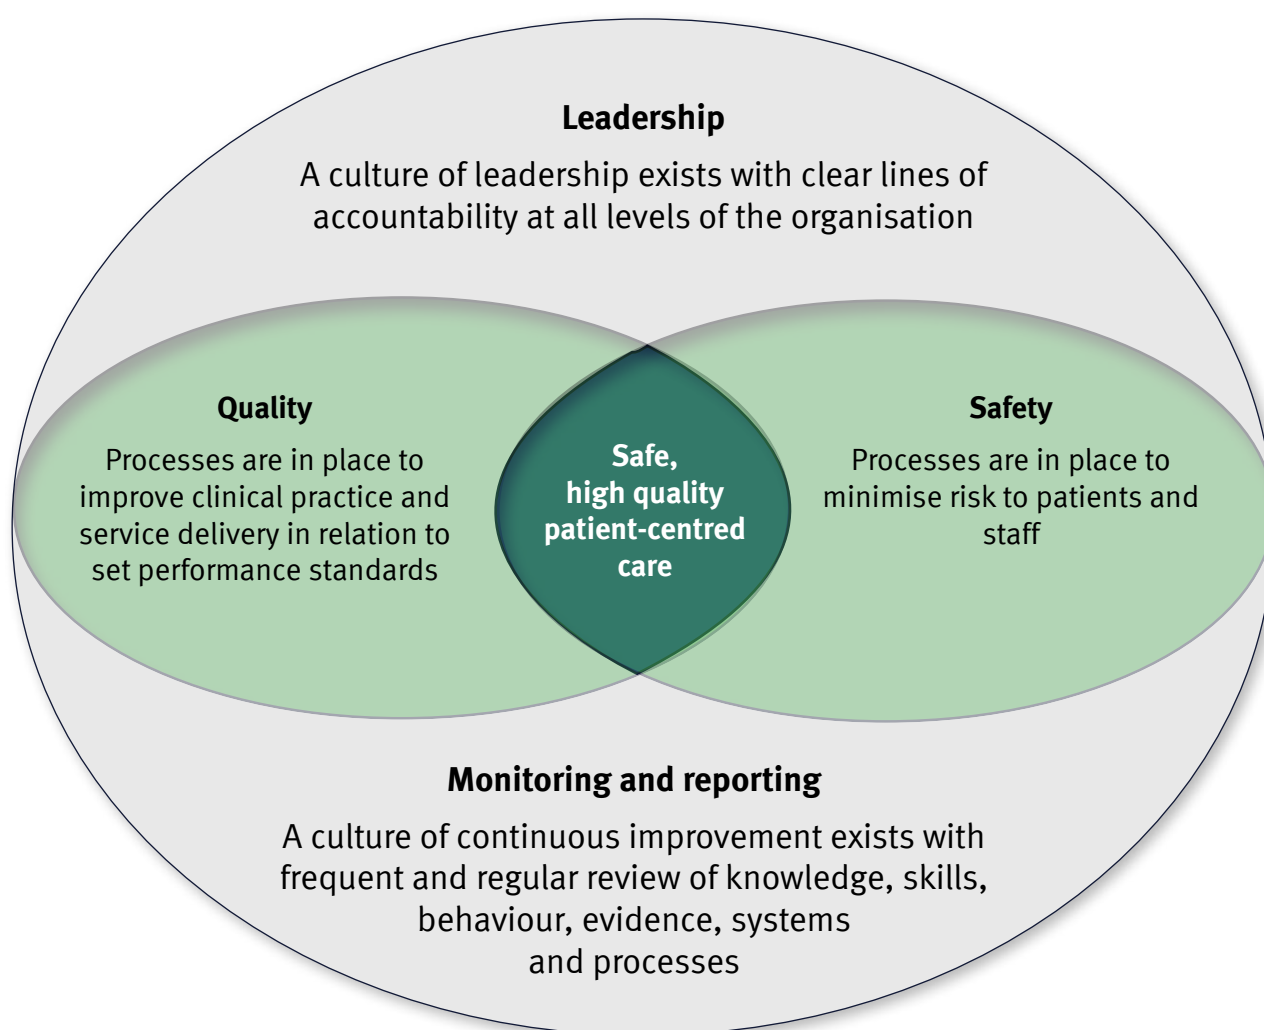 Leadership
A culture of leadership exists with clear lines of
accountability at all levels of the organisation
Quality
Processes are in place to
improve clinical practice and
service delivery in relation to
set performance standards
Safe,
high quality
patient-centred
care
Safety
Processes are in place to
minimise risk to patients and
staff
Monitoring and reporting
A culture of continuous improvement exists with
frequent and regular review of knowledge, skills,
behaviour, evidence, systems
and processes